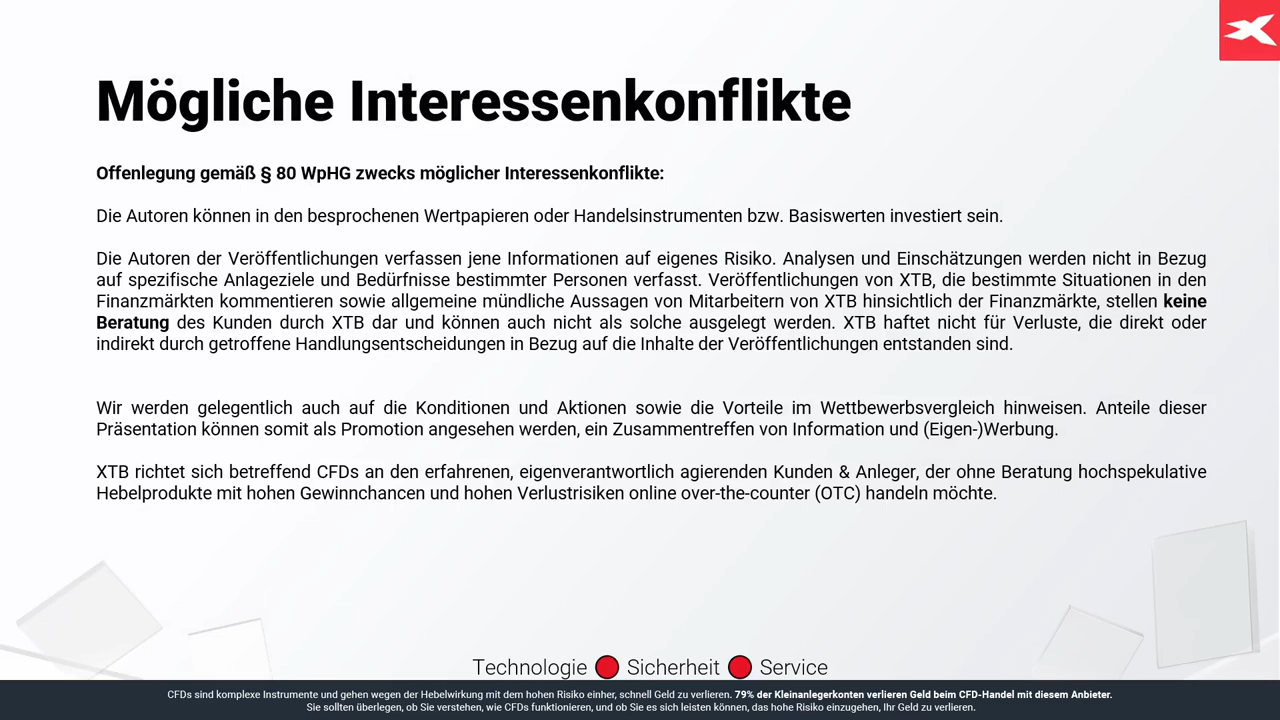 Mögliche Interessenkonflikte
Offenlegung gemäß § 80 WpHG zwecks möglicher Interessenkonflikte:
Die Autoren können in den besprochenen Wertpapieren oder Handelsinstrumenten bzw. Basiswerten investiert sein.
Die Autoren der Veröffentlichungen verfassen jene Informationen auf eigenes Risiko. Analysen und Einschätzungen werden nicht in Bezug
auf spezifische Anlageziele und Bedürfnisse bestimmter Personen verfasst. Veröffentlichungen von XTB, die bestimmte Situationen in den
Finanzmärkten kommentieren sowie allgemeine mündliche Aussagen von Mitarbeitern von XTB hinsichtlich der Finanzmärkte, stellen keine
Beratung des Kunden durch XTB dar und können auch nicht als solche ausgelegt werden. XTB haftet nicht für Verluste, die direkt oder
indirekt durch getroffene Handlungsentscheidungen in Bezug auf die Inhalte der Veröffentlichungen entstanden sind.
Wir werden gelegentlich auch auf die Konditionen und Aktionen sowie die Vorteile im Wettbewerbsvergleich hinweisen. Anteile dieser
Präsentation können somit als Promotion angesehen werden, ein Zusammentreffen von Information und (Eigen-)Werbung.
XTB richtet sich betreffend CFDs an den erfahrenen, eigenverantwortlich agierenden Kunden & Anleger, der ohne Beratung hochspekulative
Hebelprodukte mit hohen Gewinnchancen und hohen Verlustrisiken online over-the-counter (OTC) handeln möchte.
Technologie Sicherheit Service
CFDs sind komplexe Instrumente und gehen wegen der Hebelwirkung mit dem hohen Risiko einher, schnell Geld zu verlieren. 79% der Kleinanlegerkonten verlieren Geld beim CFD-Handel mit diesem Anbieter.
Sie sollten überlegen, ob Sie verstehen, wie CFDs funktionieren, und ob Sie es sich leisten können, das hohe Risiko einzugehen, Ihr Geld zu verlieren.